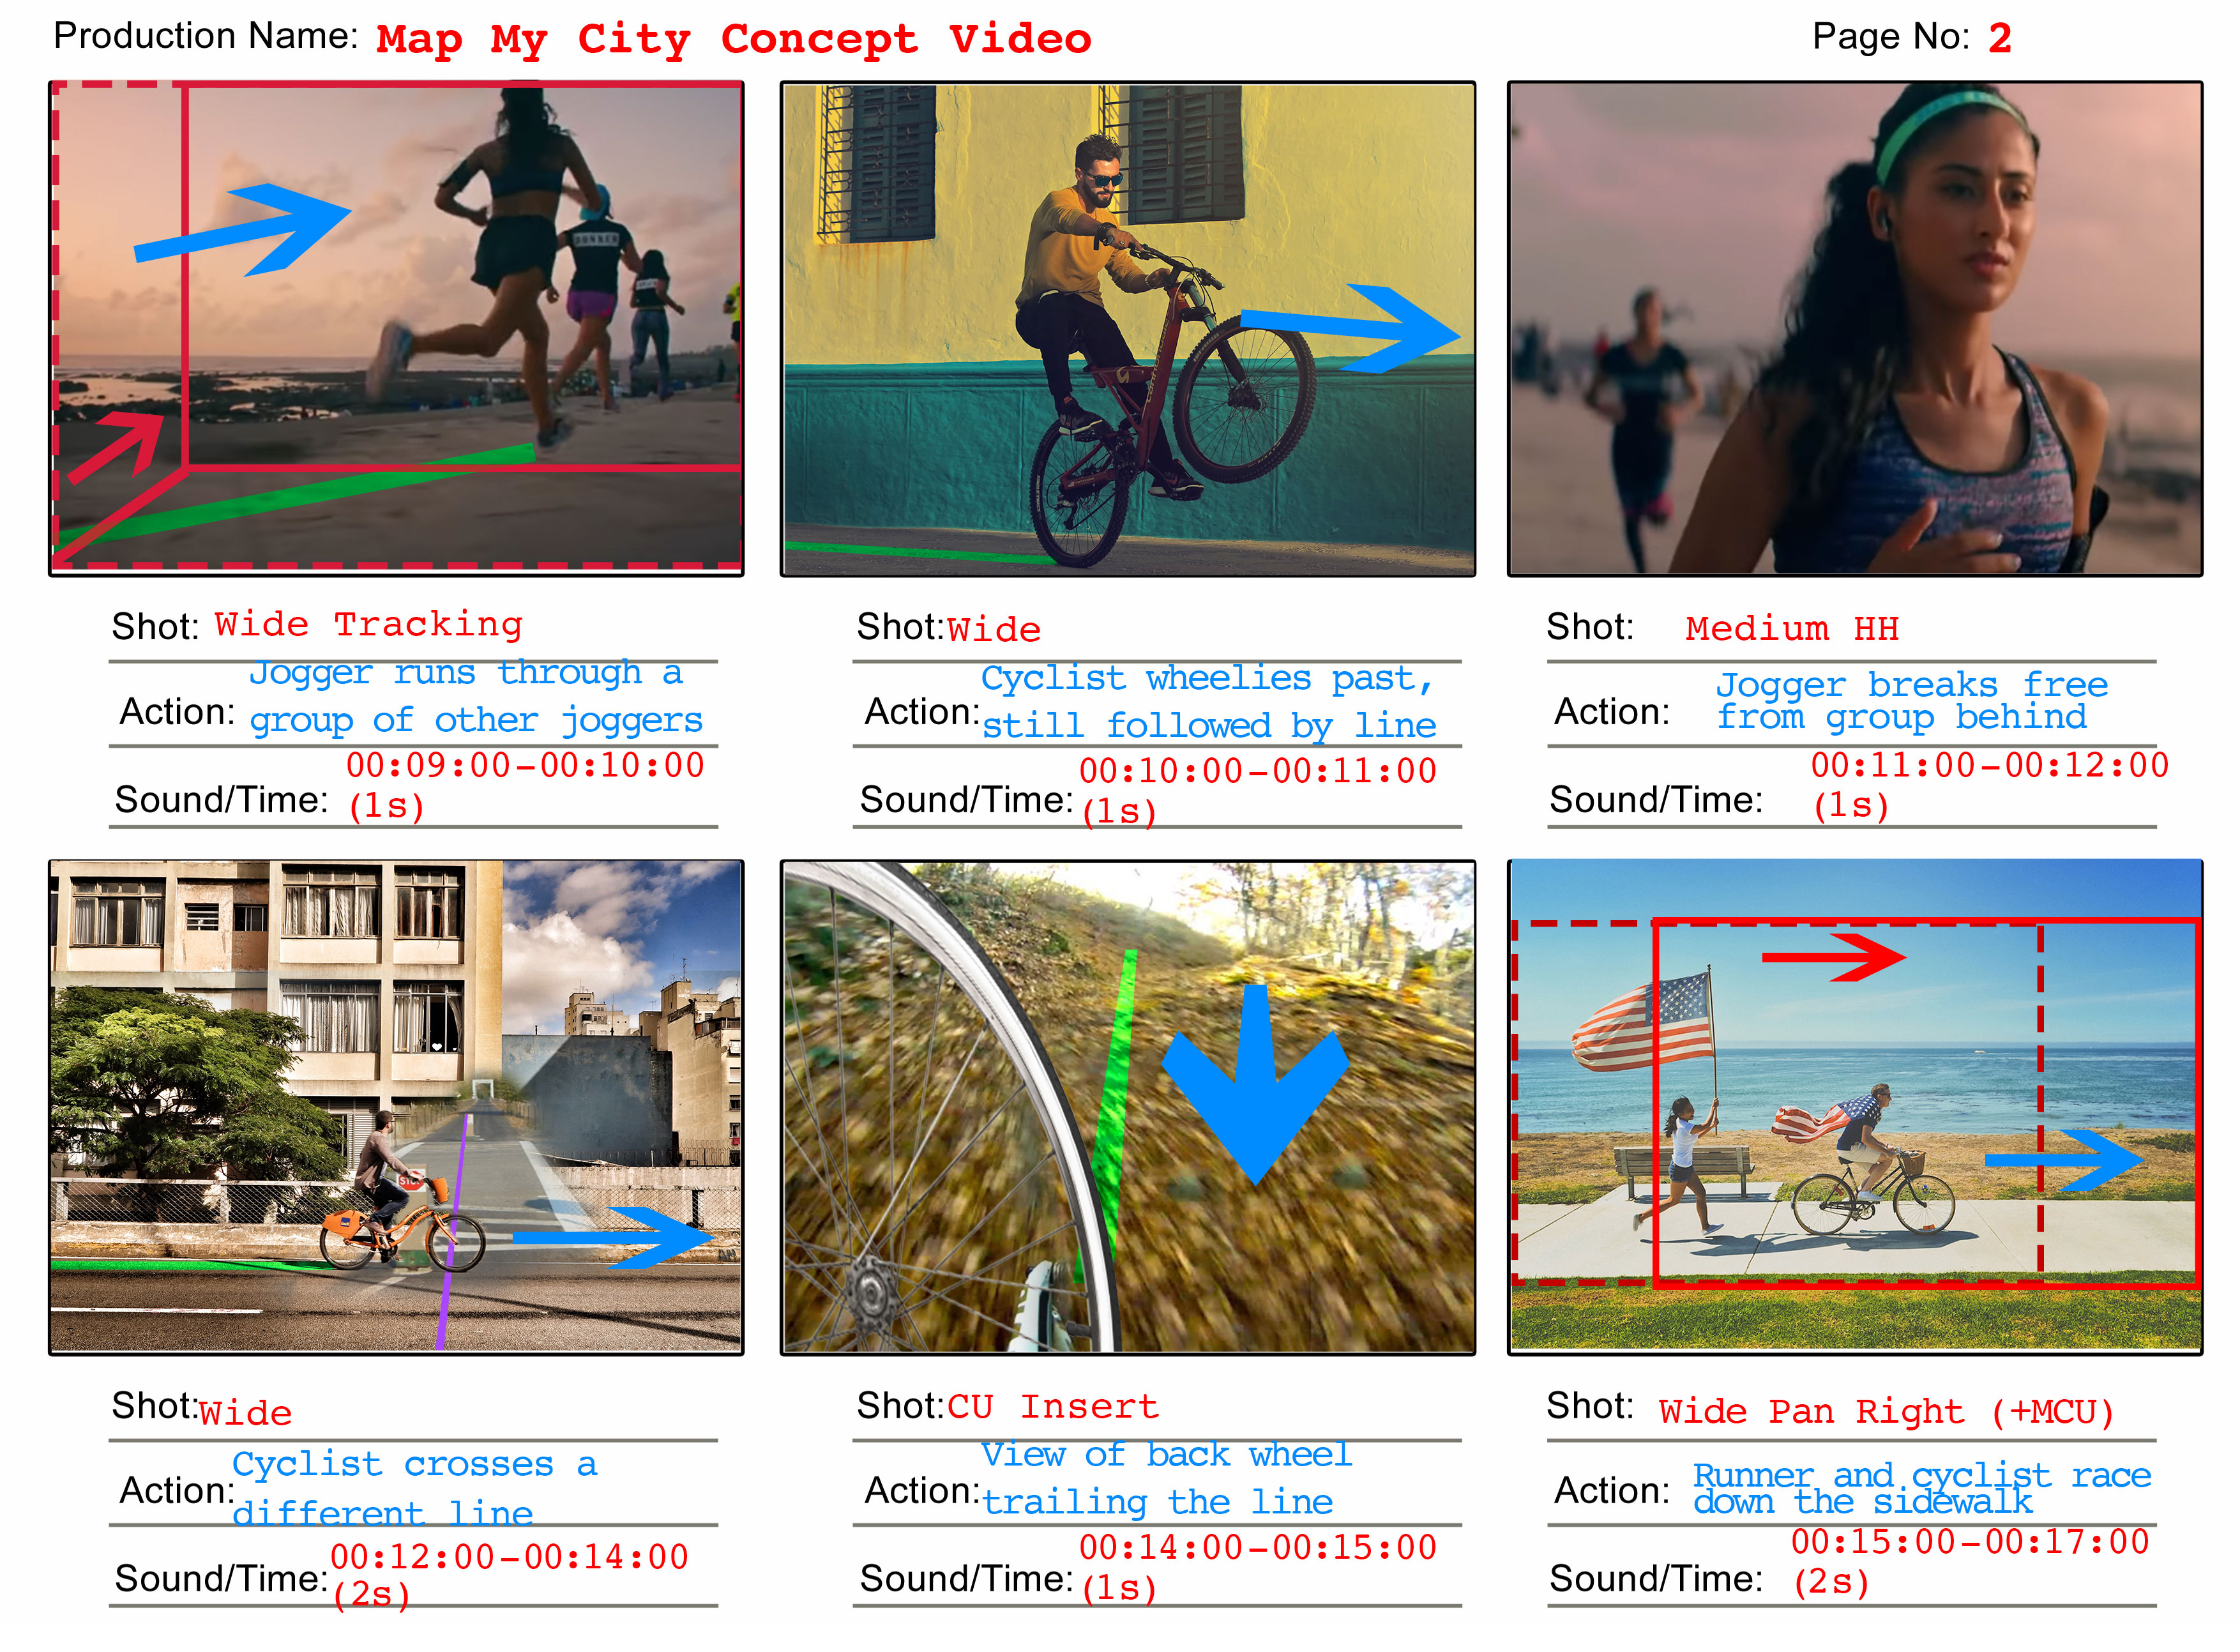 Production Name: Map My City Concept Video
Page No: 2
RUNNER
Shot: Wide Tracking
Action: Jogger runs through a
group of other joggers
Sound/Time: 00:09:00-00:10:00
(1s)
Shot: Wide
Action: Cyclist wheelies past,
still followed by line
Sound/Time: 00:10:00-00:11:00
(1s)
Shot: Medium HH
Action: Jogger breaks free
from group behind
Sound/Time: 00:11:00-00:12:00
(1s)
STOP
Shot: Wide
Action: Cyclist crosses a
different line
Sound/Time: 00:12:00-00:14:00
(2s)
Shot: CU Insert
Action: View of back wheel
trailing the line
Sound/Time: 00:14:00-00:15:00
(1s)
Shot: Wide Pan Right (+MCU)
Action: Runner and cyclist race
down the sidewalk
Sound/Time: 00:15:00-00:17:00
(2s)